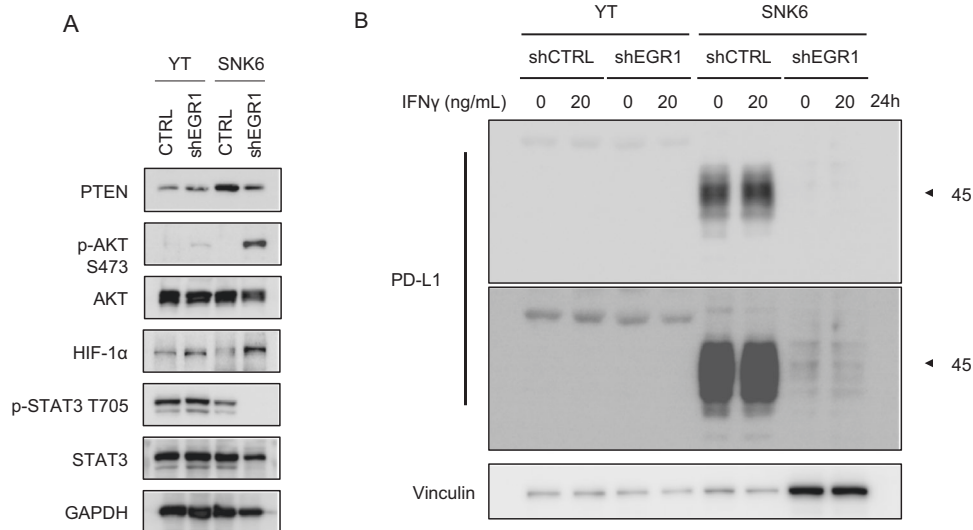 A
YT SNK6
CTRL shEGR1 CTRL shEGR1
PTEN
p-AKT
S473
AKT
HIF-1α
p-STAT3 T705
STAT3
GAPDH
B
YT SNK6
shCTRL shEGR1 shCTRL shEGR1
IFNγ (ng/mL) 0 20 0 20 0 20 0 20 24h
45
PD-L1
45
Vinculin